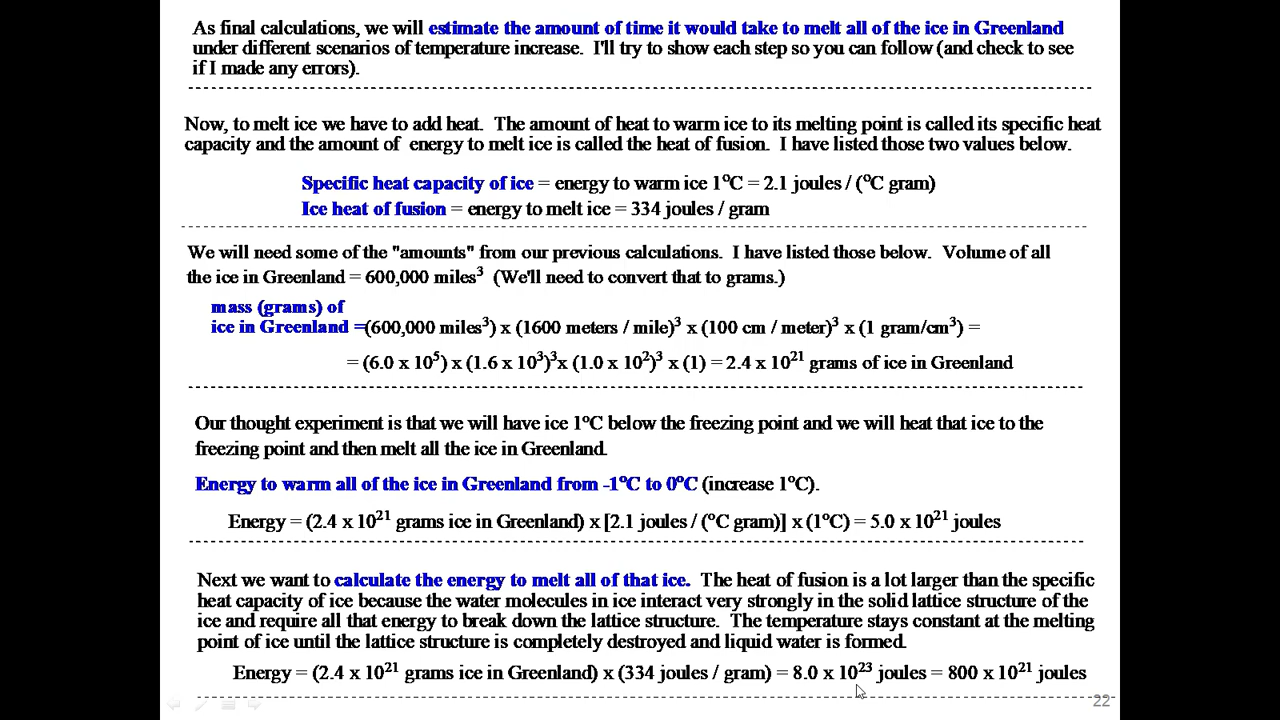 As final calculations, we will estimate the amount of time it would take to melt all of the ice in Greenland
under different scenarios of temperature increase. I'll try to show each step so you can follow (and check to see
if I made any errors).
Now, to melt ice we have to add heat. The amount of heat to warm ice to its melting point is called its specific heat
capacity and the amount of energy to melt ice is called the heat of fusion. I have listed those two values below.
Specific heat capacity of ice = energy to warm ice 1⁰C = 2.1 joules / (⁰C gram)
Ice heat of fusion = energy to melt ice = 334 joules / gram
We will need some of the "amounts" from our previous calculations. I have listed those below. Volume of all
the ice in Greenland = 600,000 miles³ (We'll need to convert that to grams.)
mass (grams) of
ice in Greenland =(600,000 miles³) x (1600 meters / mile)³ x (100 cm / meter)³ x (1 gram/cm³) =
= (6.0 x 10⁵) x (1.6 x 10³)³x (1.0 x 10²)³ x (1) = 2.4 x 10²¹ grams of ice in Greenland
Our thought experiment is that we will have ice 1⁰C below the freezing point and we will heat that ice to the
freezing point and then melt all the ice in Greenland.
Energy to warm all of the ice in Greenland from -1⁰C to 0⁰C (increase 1⁰C).
Energy = (2.4 x 10²¹ grams ice in Greenland) x [2.1 joules / (⁰C gram)] x (1⁰C) = 5.0 x 10²¹ joules
Next we want to calculate the energy to melt all of that ice. The heat of fusion is a lot larger than the specific
heat capacity of ice because the water molecules in ice interact very strongly in the solid lattice structure of the
ice and require all that energy to break down the lattice structure. The temperature stays constant at the melting
point of ice until the lattice structure is completely destroyed and liquid water is formed.
Energy = (2.4 x 10²¹ grams ice in Greenland) x (334 joules / gram) = 8.0 x 10²³ joules = 800 x 10²¹ joules
22